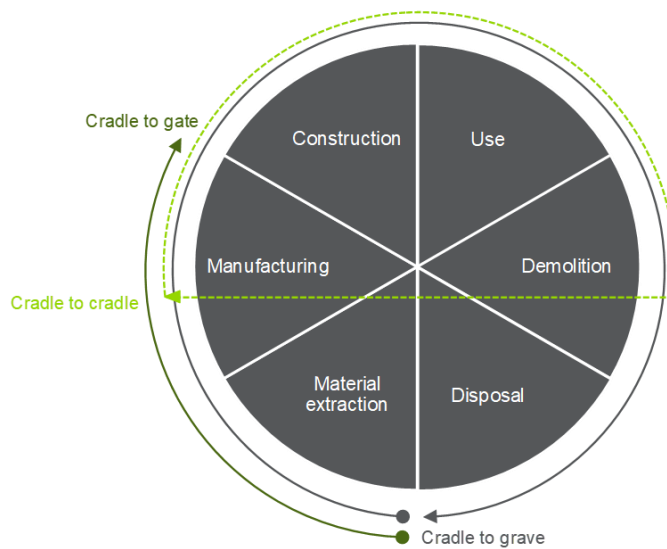 Cradle to gate
Construction
Use
Manufacturing
Demolition
Cradle to cradle
Material
extraction
Disposal
Cradle to grave